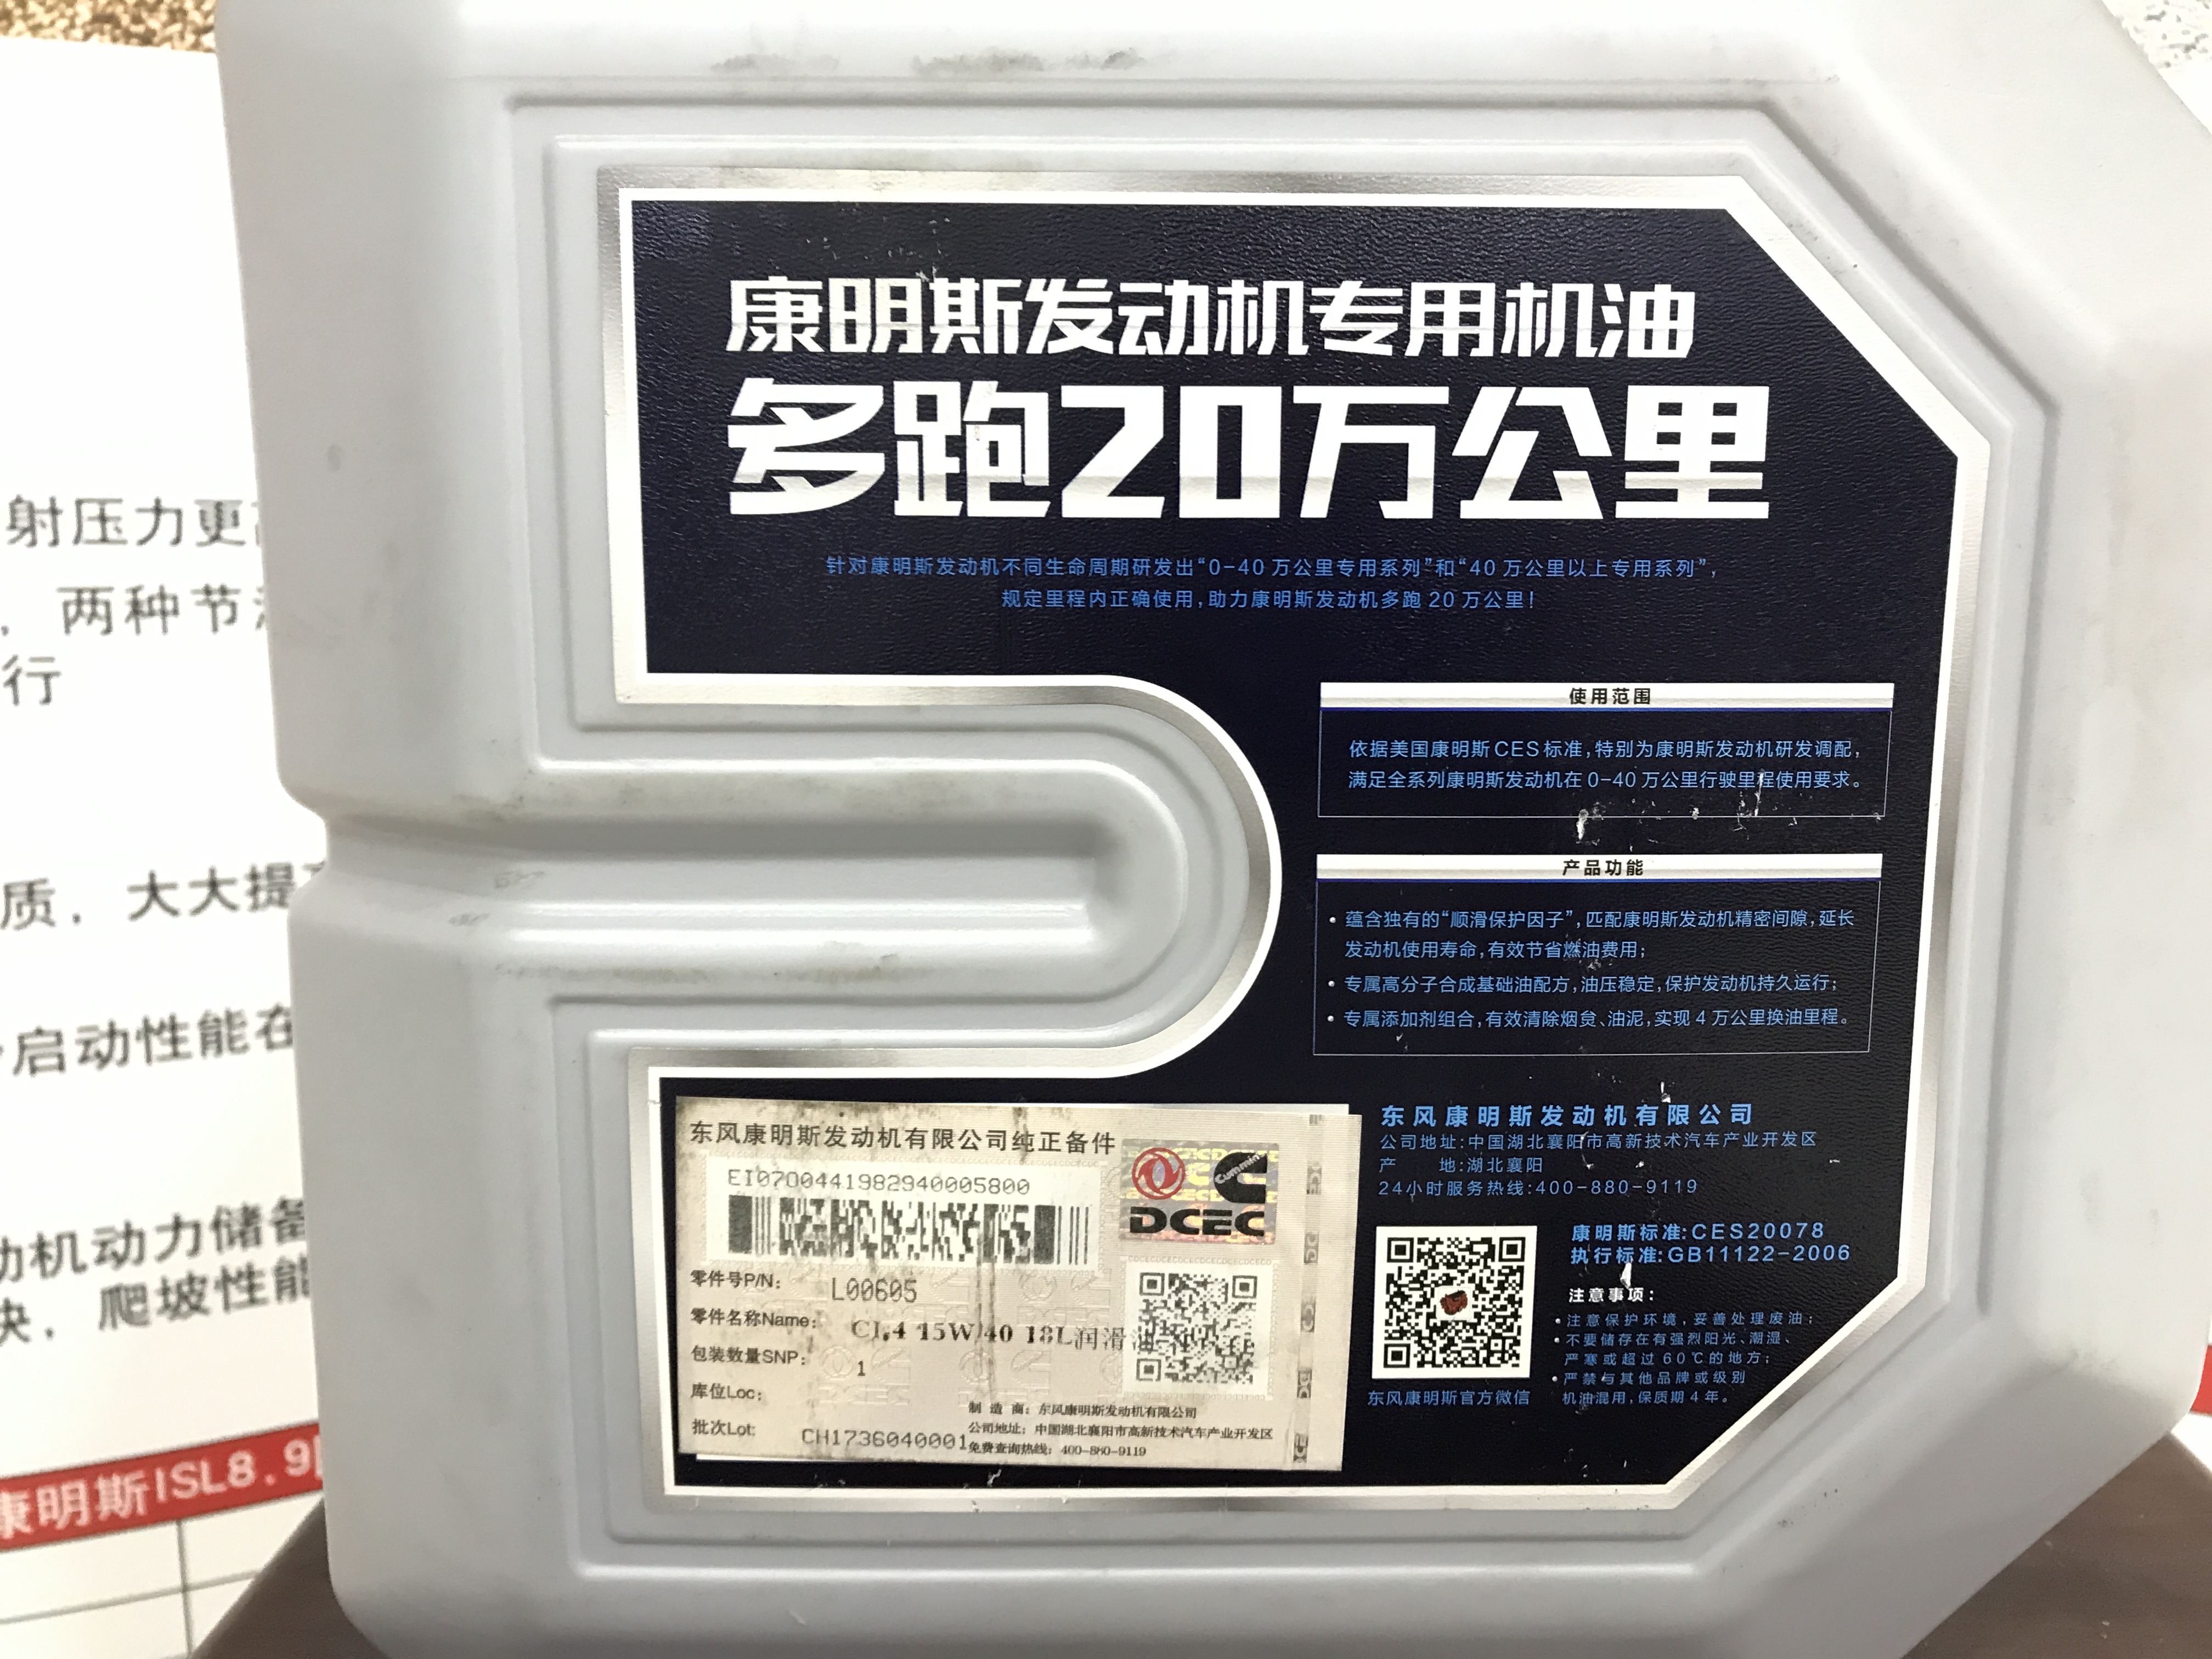 康明斯发动机专用机油
多跑20万公里
针对康明斯发动机不同生命周期研发出“0-40 万公里专用系列”和“40 万公里以上专用系列”，
规定里程内正确使用，助力康明斯发动机多跑 20 万公里！
使用范围
依据美国康明斯CES标准，特别为康明斯发动机研发调配，
满足全系列康明斯发动机在 0-40 万公里行驶里程使用要求。
产品功能
• 蕴含独有的“顺滑保护因子”，匹配康明斯发动机精密间隙，延长
发动机使用寿命，有效节省燃油费用；
• 专属高分子合成基础油配方，油压稳定，保护发动机持久运行；
• 专属添加剂组合，有效清除烟炱、油泥，实现 4 万公里换油里程。
东风康明斯发动机有限公司
公司地址：中国湖北襄阳市高新技术汽车产业开发区
产 地：湖北襄阳
24小时服务热线：400-880-9119
康明斯标准：CES20078
执行标准：GB11122-2006
注意事项：
• 注意保护环境，妥善处理废油；
• 不要储存在有强烈阳光、潮湿、
严寒或超过 60℃的地方；
• 严禁与其他品牌或级别
机油混用，保质期 4 年。
东风康明斯官方微信
东风康明斯发动机有限公司纯正备件
EI0700441982940005800
cummins
DCEC
零件号P/N： L00605
零件名称Name： CI.4 15W/40 18L润滑
包装数量SNP： 1
库位Loc：
批次Lot: CH1736040001
制 造 商：东风康明斯发动机有限公司
公司地址：中国湖北襄阳市高新技术汽车产业开发区
免费查询热线：400-880-9119
射压力更
，两种节
行
质，大大提
启动性能在
动机动力储备
快，爬坡性能
康明斯ISL8.9